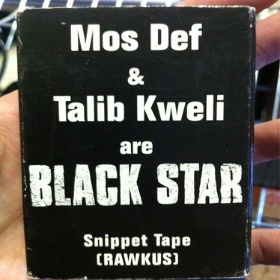 Mos Def
&
Talib Kweli
are
BLACK STAR
Snippet Tape
(RAWKUS)